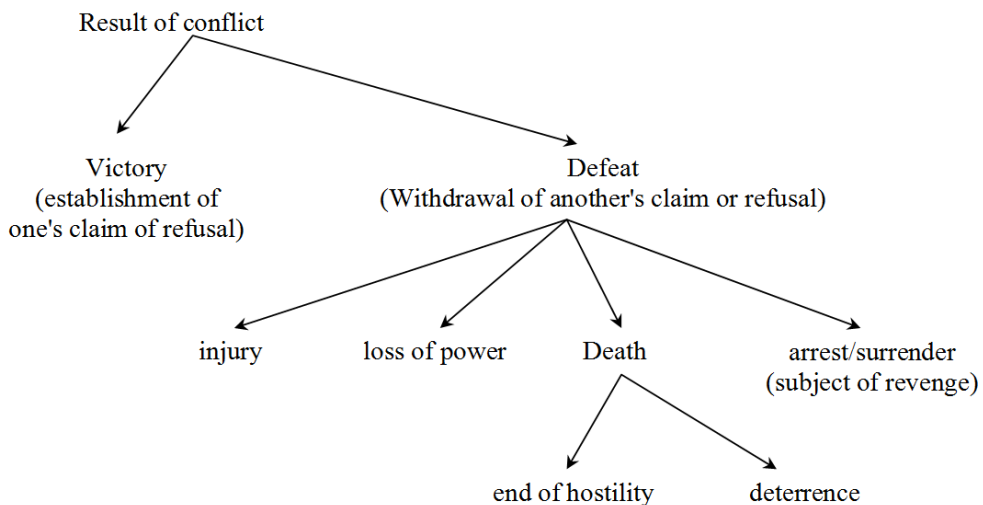 Result of conflict
Victory
(establishment of
one's claim of refusal)
Defeat
(Withdrawal of another's claim or refusal)
injury
loss of power
Death
arrest/surrender
(subject of revenge)
end of hostility
deterrence